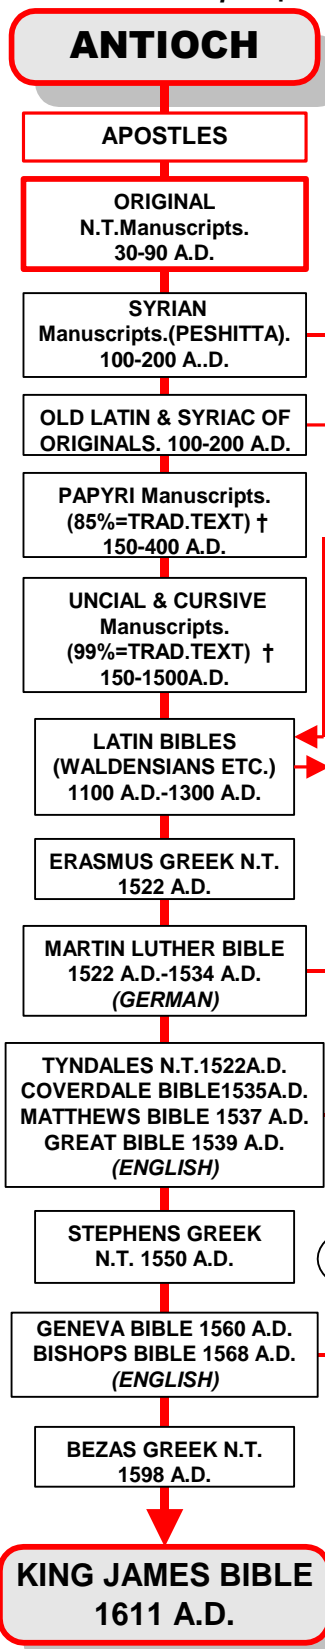 ANTIOCH
APOSTLES
ORIGINAL
N.T.Manuscripts.
30-90 A.D.
SYRIAN
Manuscripts.(PESHITTA).
100-200 A..D.
OLD LATIN & SYRIAC OF
ORIGINALS. 100-200 A.D.
PAPYRI Manuscripts.
(85%=TRAD.TEXT) †
150-400 A.D.
UNCIAL & CURSIVE
Manuscripts.
(99%=TRAD.TEXT) †
150-1500A.D.
LATIN BIBLES
(WALDENSIANS ETC.)
1100 A.D.-1300 A.D.
ERASMUS GREEK N.T.
1522 A.D.
MARTIN LUTHER BIBLE
1522 A.D.-1534 A.D.
(GERMAN)
TYNDALES N.T.1522A.D.
COVERDALE BIBLE1535A.D.
MATTHEWS BIBLE 1537 A.D.
GREAT BIBLE 1539 A.D.
(ENGLISH)
STEPHENS GREEK
N.T. 1550 A.D.
GENEVA BIBLE 1560 A.D.
BISHOPS BIBLE 1568 A.D.
(ENGLISH)
BEZAS GREEK N.T.
1598 A.D.
KING JAMES BIBLE
1611 A.D.